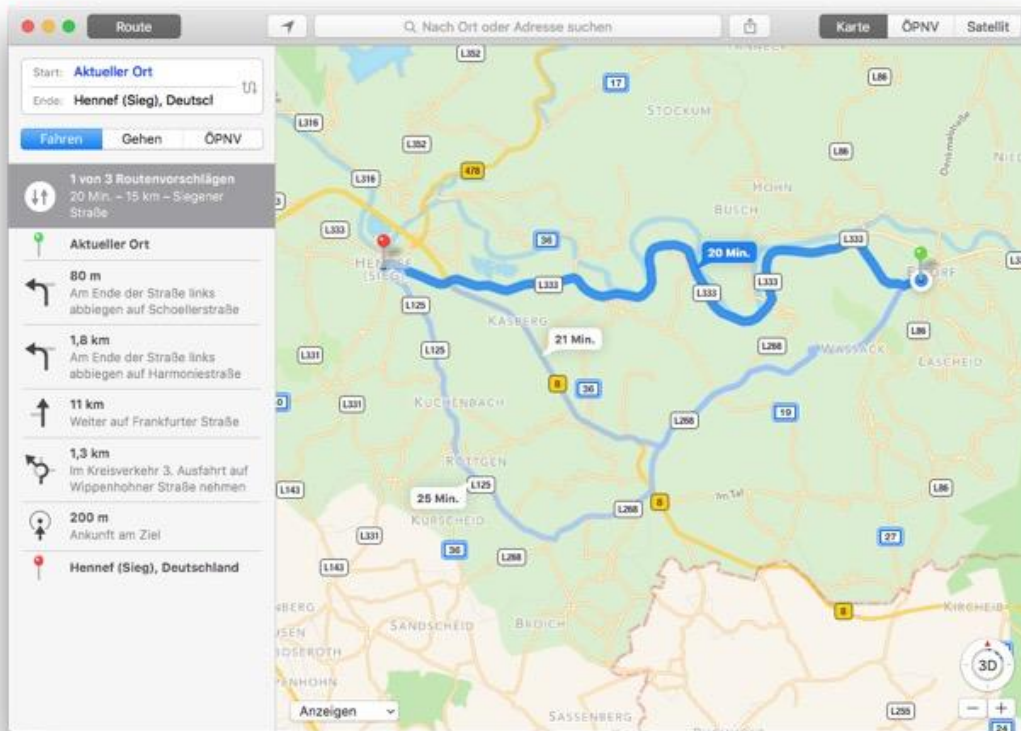 Route
Nach Ort oder Adresse suchen
Karte
ÖPNV
Satellit
Start: Aktueller Ort
Ende: Hennef (Sieg), Deutscl
Fahren
Gehen
ÖPNV
1 von 3 Routenvorschlägen
20 Min. – 15 km – Siegener
Straße
Aktueller Ort
80 m
Am Ende der Straße links
abbiegen auf Schoellerstraße
1,8 km
Am Ende der Straße links
abbiegen auf Harmoniestraße
11 km
Weiter auf Frankfurter Straße
1,3 km
Im Kreisverkehr 3. Ausfahrt auf
Wippenhohner Straße nehmen
200 m
Ankunft am Ziel
Hennef (Sieg), Deutschland
L352
L86
17
STOCKUM
L316
L352
Denkmalstraße
L86
478
L316
HOHN
BUSCH
L333
36
L333
20 Min.
HENNEF
(SIEG)
L333
L333
L333
L125
KASBERG
L86
21 Min.
L125
L268
WASSACK
LASCHEID
L331
8
36
L331
KUCHENBACH
19
L268
RÖTTGEN
L143
L125
Im Tal
L86
25 Min.
8
L268
KURSCHEID
L331
36
L268
27
L143
8
KIRCHEIB
SANDSCHEID
BROICH
3D
Anzeigen
SASSENBERG
L255
24